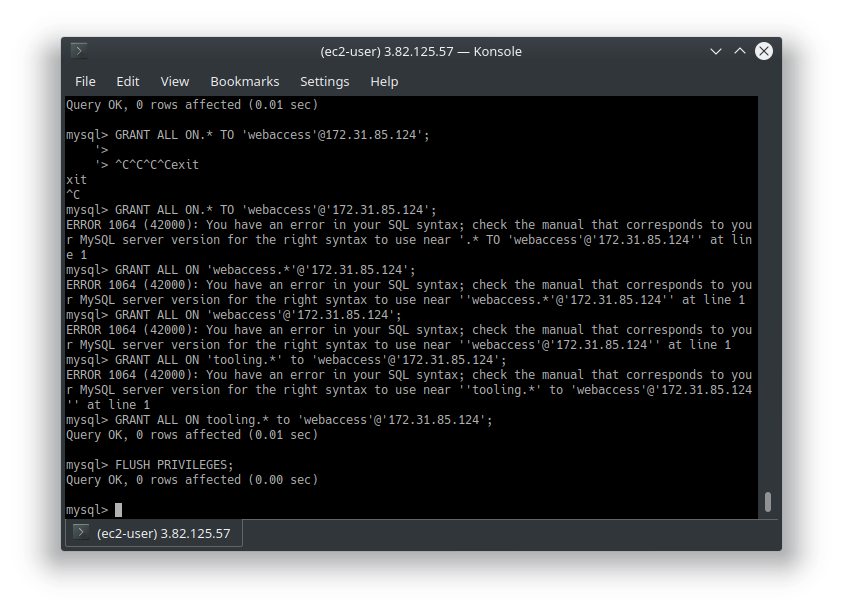 (ec2-user) 3.82.125.57 — Konsole
File Edit View Bookmarks Settings Help
Query OK, 0 rows affected (0.01 sec)
mysql> GRANT ALL ON.* TO 'webaccess'@172.31.85.124';
'>
'> ^C^C^C^Cexit
xit
^C
mysql> GRANT ALL ON.* TO 'webaccess'@'172.31.85.124';
ERROR 1064 (42000): You have an error in your SQL syntax; check the manual that corresponds to you
r MySQL server version for the right syntax to use near '.* TO 'webaccess'@'172.31.85.124'' at lin
e 1
mysql> GRANT ALL ON 'webaccess.*'@'172.31.85.124';
ERROR 1064 (42000): You have an error in your SQL syntax; check the manual that corresponds to you
r MySQL server version for the right syntax to use near ''webaccess.*'@'172.31.85.124'' at line 1
mysql> GRANT ALL ON 'webaccess'@'172.31.85.124';
ERROR 1064 (42000): You have an error in your SQL syntax; check the manual that corresponds to you
r MySQL server version for the right syntax to use near ''webaccess'@'172.31.85.124'' at line 1
mysql> GRANT ALL ON 'tooling.*' to 'webaccess'@'172.31.85.124';
ERROR 1064 (42000): You have an error in your SQL syntax; check the manual that corresponds to you
r MySQL server version for the right syntax to use near ''tooling.*' to 'webaccess'@'172.31.85.124
'' at line 1
mysql> GRANT ALL ON tooling.* to 'webaccess'@'172.31.85.124';
Query OK, 0 rows affected (0.01 sec)
mysql> FLUSH PRIVILEGES;
Query OK, 0 rows affected (0.00 sec)
mysql>
(ec2-user) 3.82.125.57